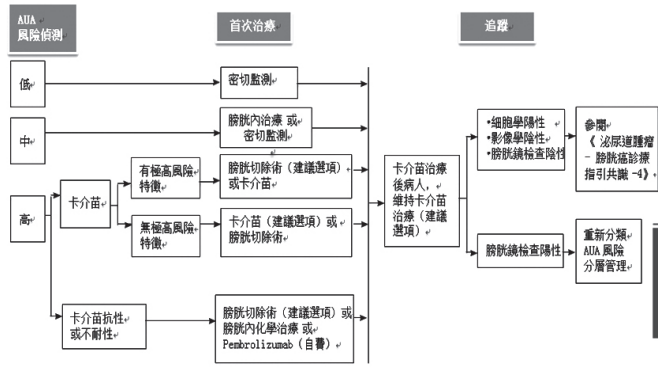 AUA
風險偵測
首次治療
追蹤
低
密切監測
中
膀胱內治療 或
密切監測
高
卡介苗
有極高風險
特徵
膀胱切除術（建議選項）
或卡介苗
無極高風險
特徵
卡介苗（建議選項）或
膀胱切除術
卡介苗抗性
或不耐性
膀胱切除術（建議選項）或
膀胱內化學治療 或
Pembrolizumab（自費）
卡介苗治療
後病人，
維持卡介苗
治療（建議
選項）
•細胞學陽性
•影像學陰性
•膀胱鏡檢查陰性
參閱
《 泌尿道腫瘤
- 膀胱癌診療
指引共識 -4》
膀胱鏡檢查陽性
重新分類
AUA 風險
分層管理